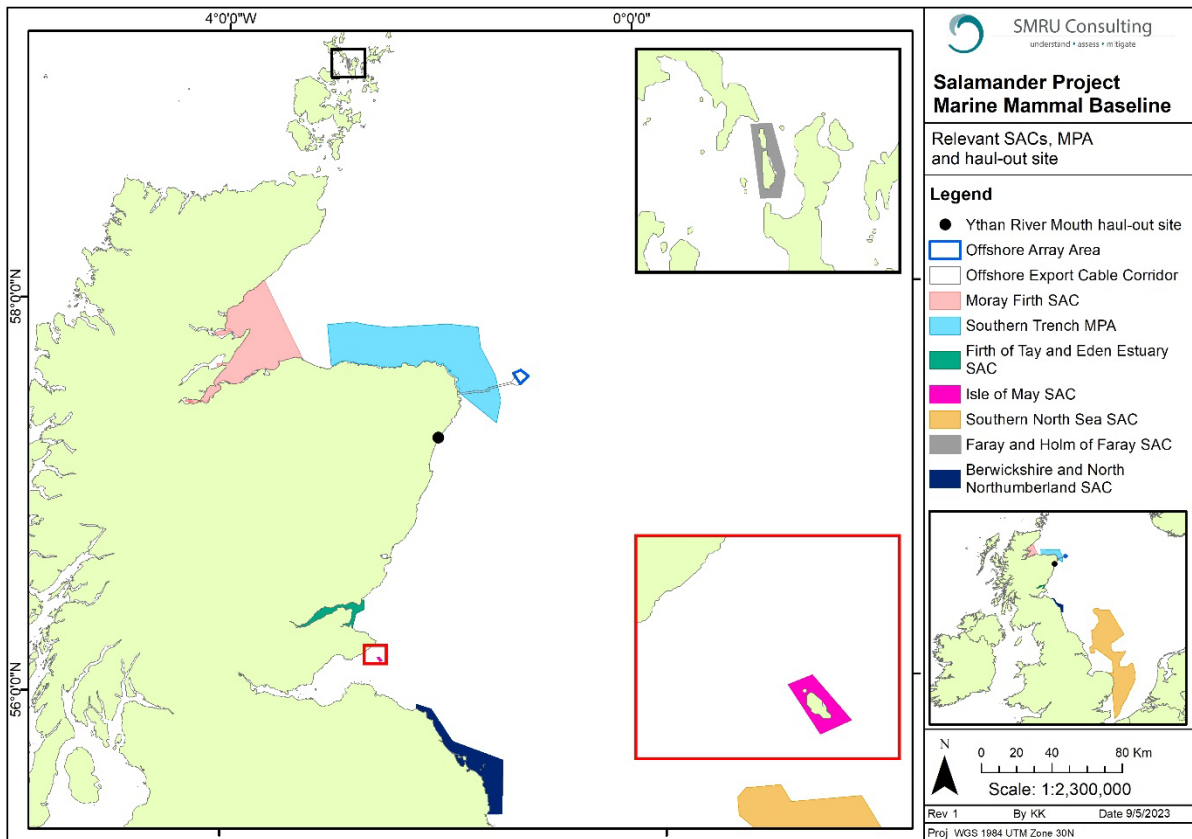 4°0'0"W
0°0'0"
58°0'0"N
56°0'0"N
SMRU Consulting
understand • assess • mitigate
Salamander Project
Marine Mammal Baseline
Relevant SACs, MPA
and haul-out site
Legend
Ythan River Mouth haul-out site
Offshore Array Area
Offshore Export Cable Corridor
Moray Firth SAC
Southern Trench MPA
Firth of Tay and Eden Estuary
SAC
Isle of May SAC
Southern North Sea SAC
Faray and Holm of Faray SAC
Berwickshire and North
Northumberland SAC
N
0 20 40 80 Km
Scale: 1:2,300,000
Rev 1 By KK Date 9/5/2023
Proj WGS 1984 UTM Zone 30N